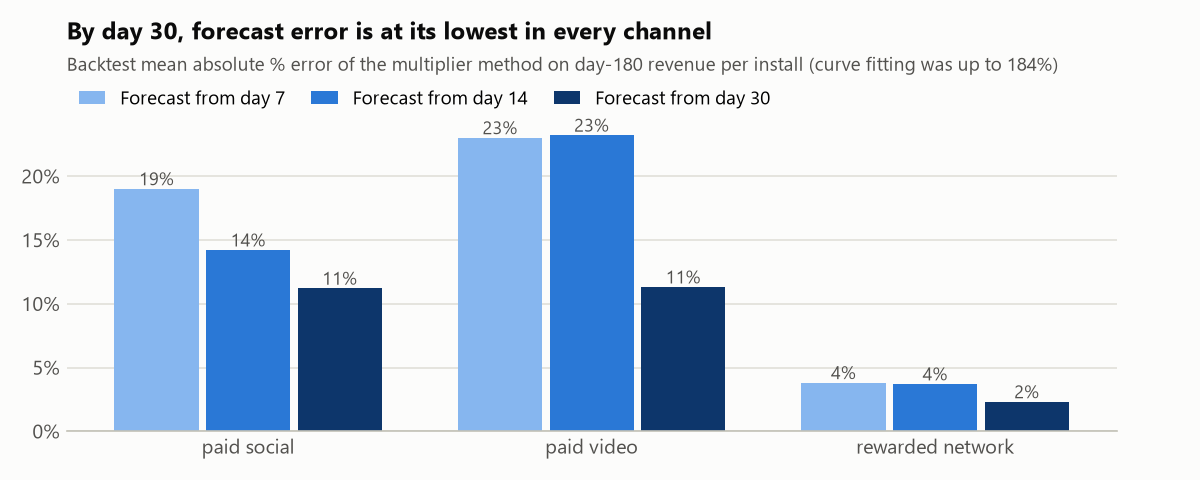 By day 30, forecast error is at its lowest in every channel
Backtest mean absolute % error of the multiplier method on day-180 revenue per install (curve fitting was up to 184%)
Forecast from day 7 Forecast from day 14 Forecast from day 30
23% 23%
20%
19%
15%
14%
11% 11%
10%
5%
4% 4%
2%
0%
paid social paid video rewarded network